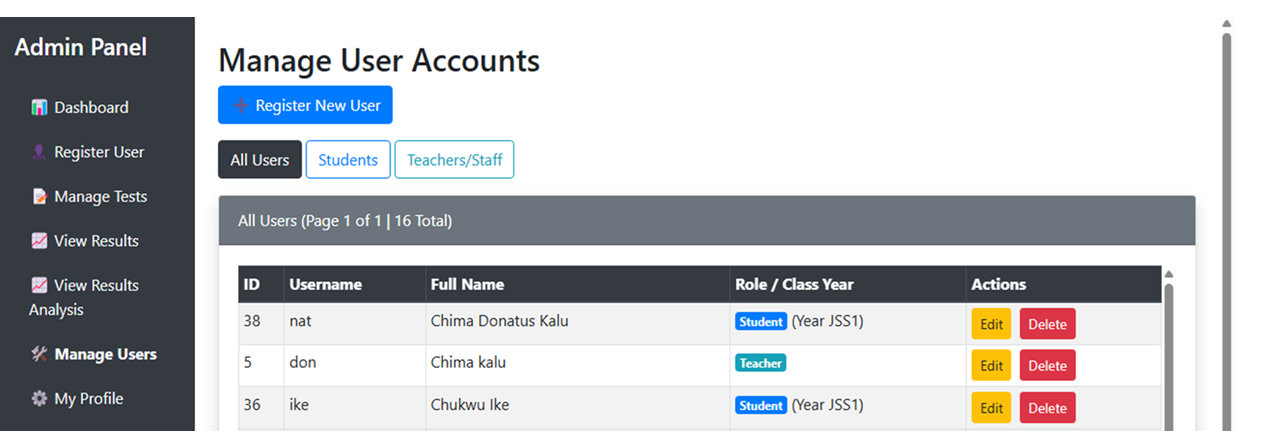 Admin Panel
Dashboard
Register User
Manage Tests
View Results
View Results
Analysis
Manage Users
My Profile
Manage User Accounts
Register New User
All Users Students Teachers/Staff
All Users (Page 1 of 1 | 16 Total)
ID Username Full Name Role / Class Year Actions
38 nat Chima Donatus Kalu Student (Year JSS1) Edit Delete
5 don Chima kalu Teacher Edit Delete
36 ike Chukwu Ike Student (Year JSS1) Edit Delete